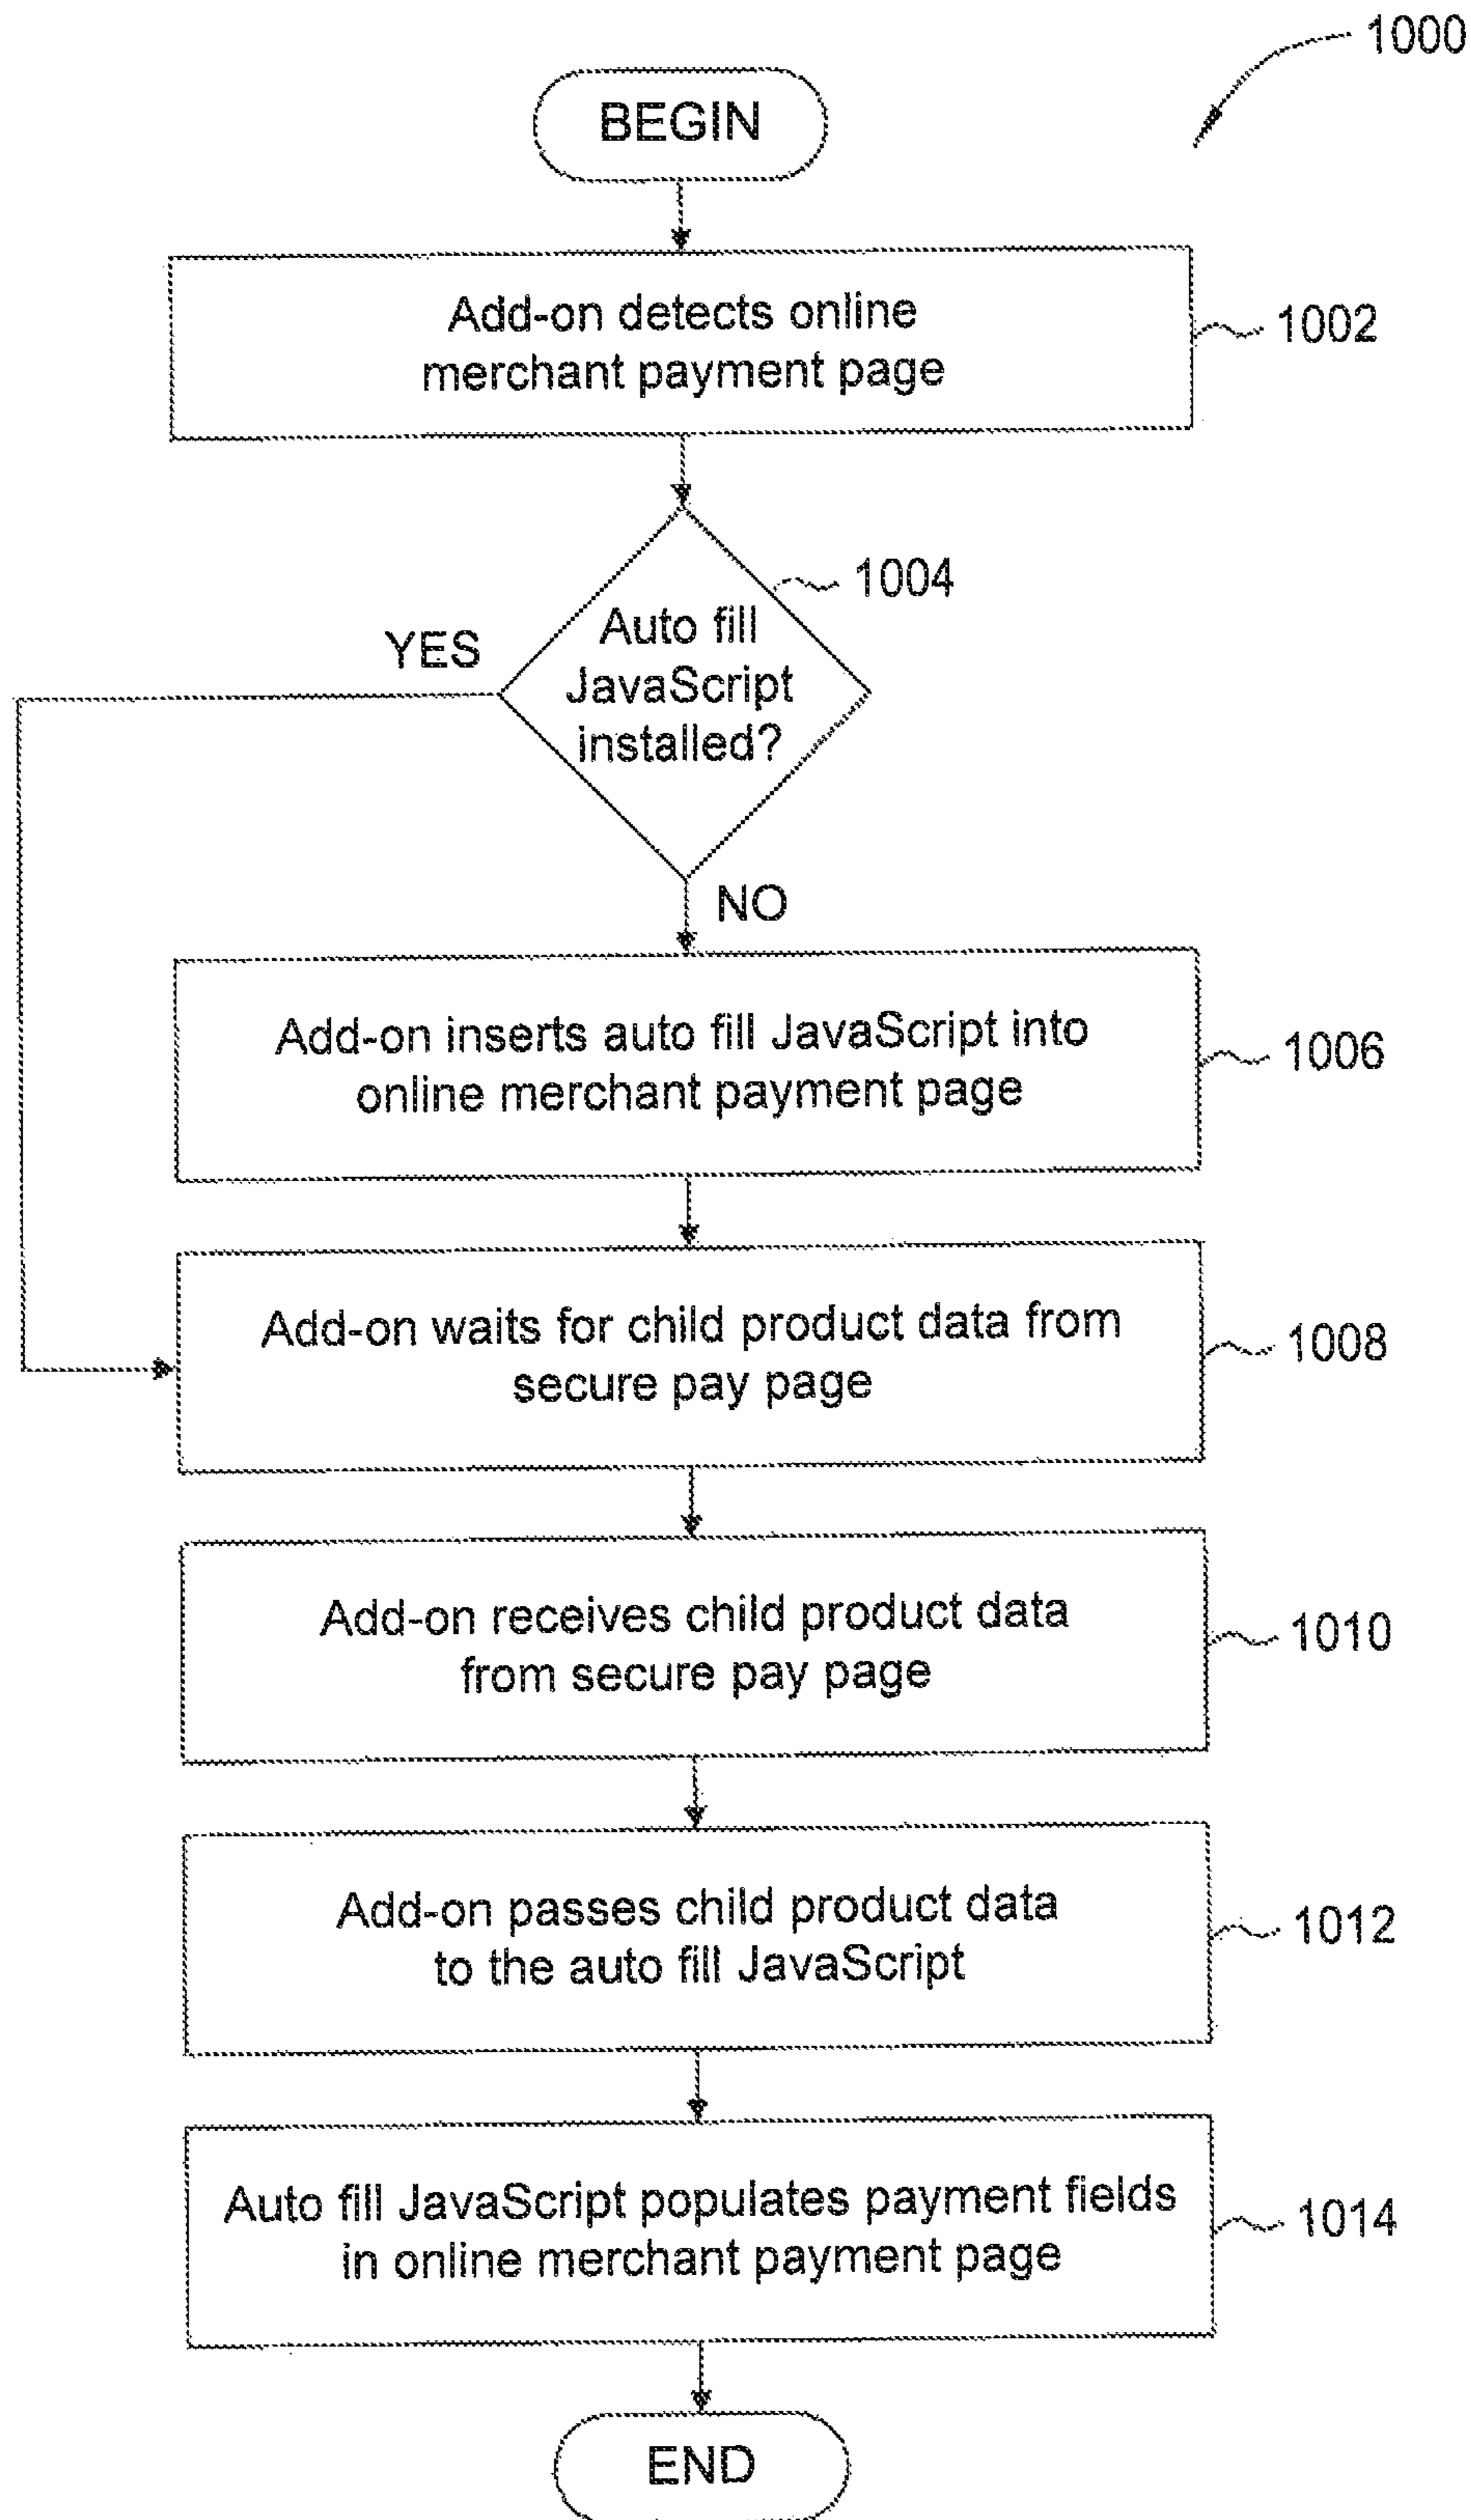 1000
BEGIN
Add-on detects online
merchant payment page
1002
1004
Auto fill
JavaScript
installed?
YES
NO
Add-on inserts auto fill JavaScript into
online merchant payment page
1006
Add-on waits for child product data from
secure pay page
1008
Add-on receives child product data
from secure pay page
1010
Add-on passes child product data
to the auto fill JavaScript
1012
Auto fill JavaScript populates payment fields
in online merchant payment page
1014
END